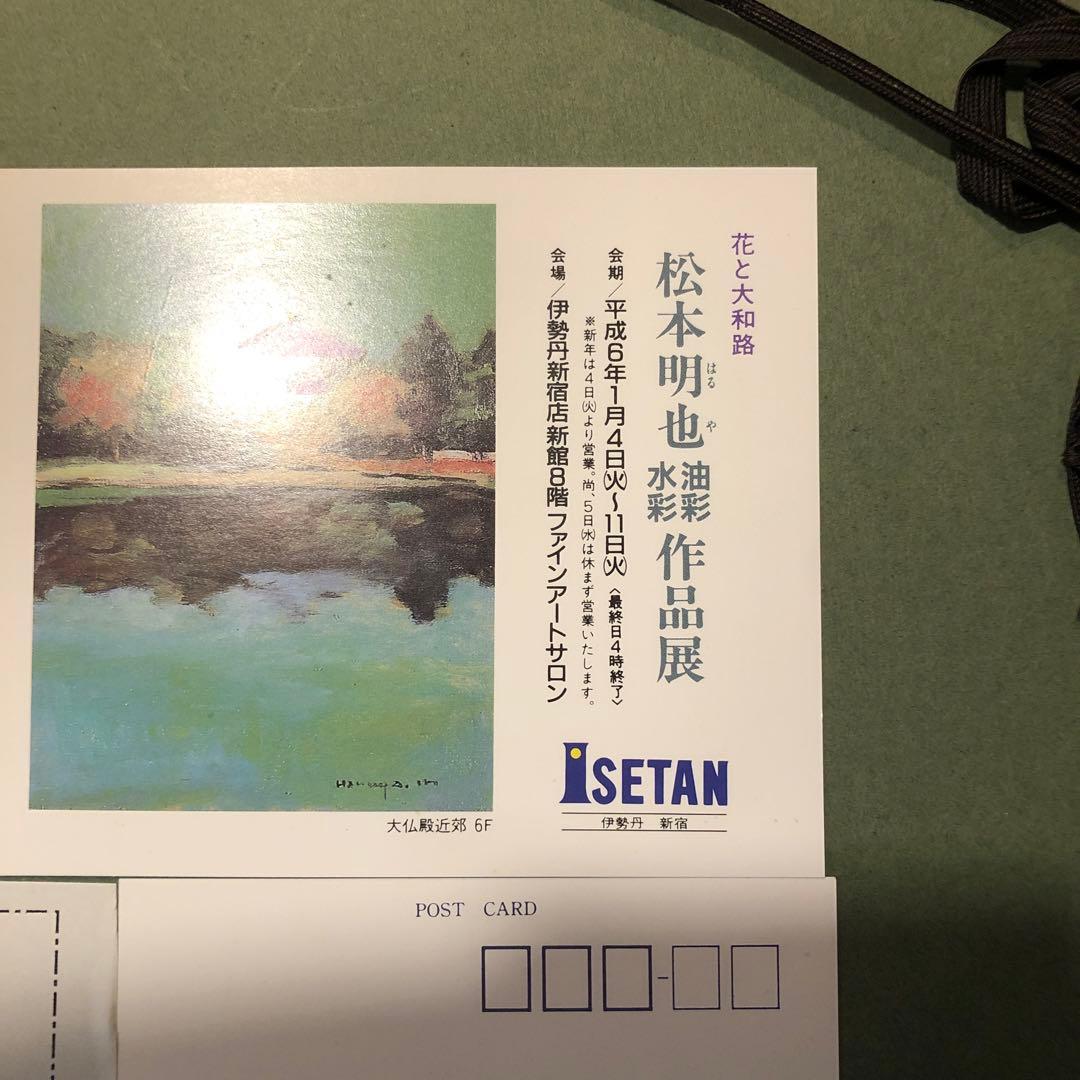 花と大和路
松本明也 油彩 水彩 作品展
はる や
会期/平成6年1月4日㈫〜11日㈫〈最終日4時終了〉
※新年は4日㈫より営業。尚、5日㈬は休まず営業いたします。
会場/伊勢丹新宿店 新館8階 ファインアートサロン
ISETAN
伊勢丹 新宿
大仏殿近郊 6F
POST CARD